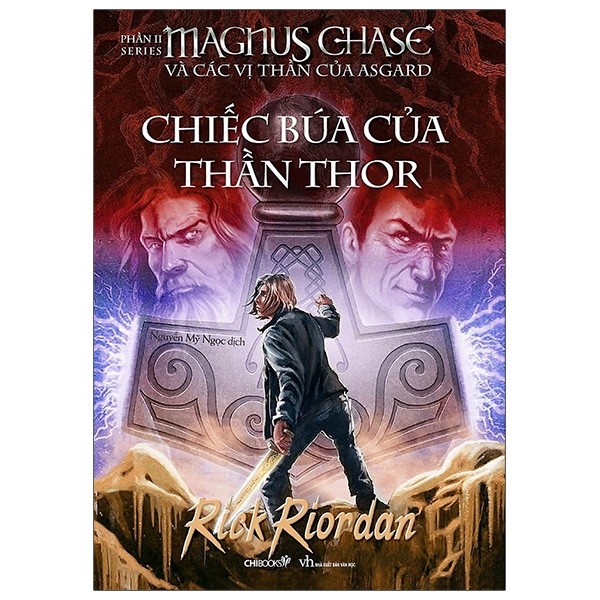 PHẦN II
SERIES
MAGNUS CHASE
VÀ CÁC VỊ THẦN CỦA ASGARD
CHIẾC BÚA CỦA
THẦN THOR
Nguyễn Mỹ Ngọc dịch
Rick Riordan
CHIBOOKS
vh NHÀ XUẤT BẢN VĂN HỌC